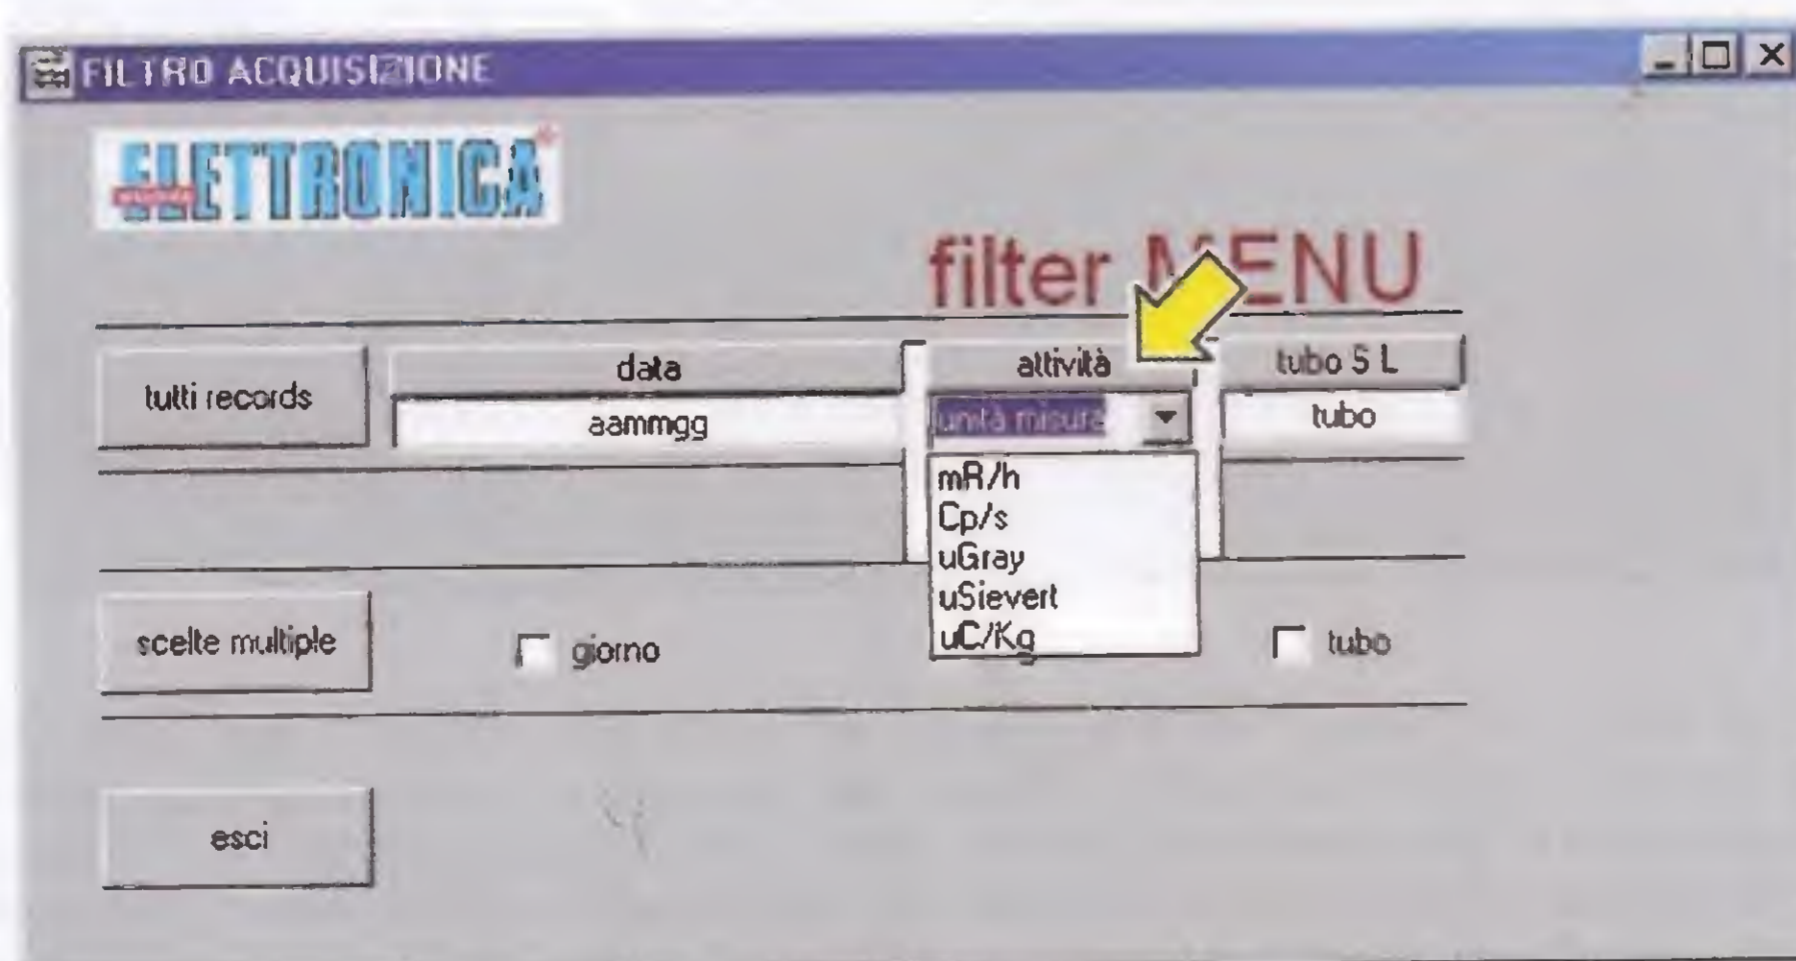 FILTRO ACQUISIZIONE
ELETTRONICA
filter MENU
tutti records
data
attività
tubo S L
aammgg
unità misura
tubo
mR/h
Cp/s
uGray
uSievert
uC/Kg
scelte multiple
giorno
tubo
esci